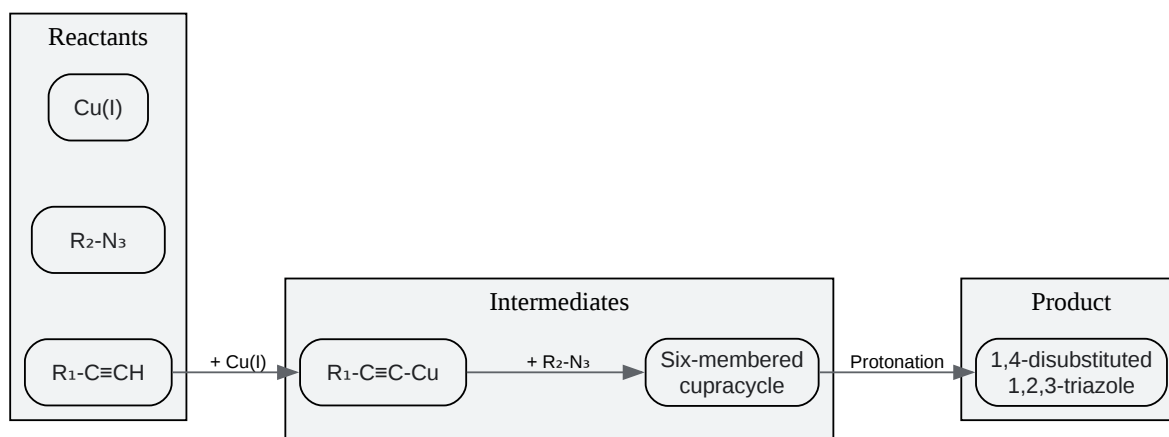 Reactants
Cu(I)
R₂-N₃
R₁-C≡CH
+ Cu(I)
Intermediates
R₁-C≡C-Cu
+ R₂-N₃
Six-membered
cupracycle
Protonation
Product
1,4-disubstituted
1,2,3-triazole